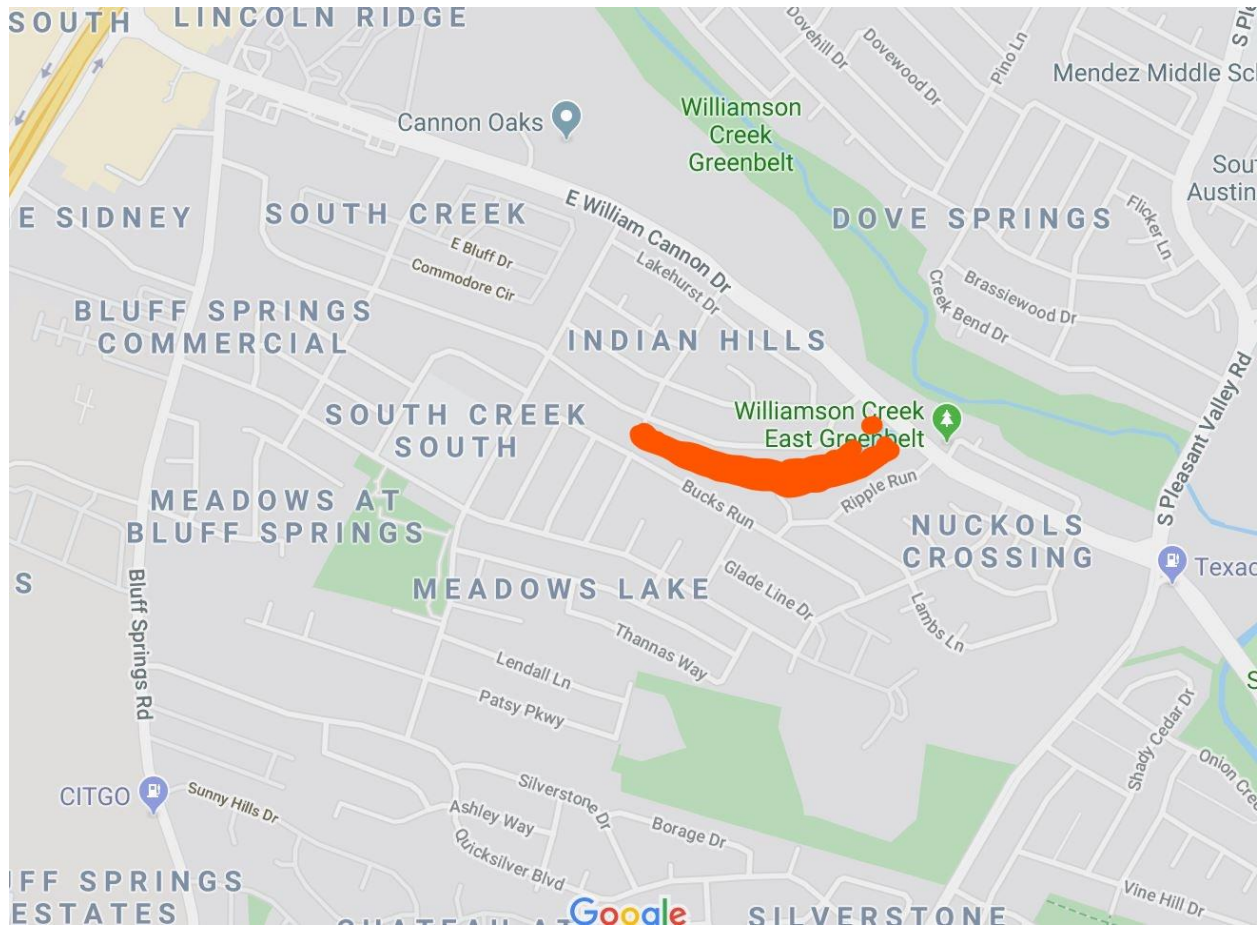 SOUTH
LINCOLN RIDGE
Dovehill Dr
Dovewood Dr
Pino Ln
S Ple
Mendez Middle Sc
Cannon Oaks
Williamson
Creek
Greenbelt
Sou
Austin
E SIDNEY
SOUTH CREEK
E William Cannon Dr
DOVE SPRINGS
Flicker Ln
E Bluff Dr
Commodore Cir
Lakehurst Dr
Creek Bend Dr
Brassiewood Dr
BLUFF SPRINGS
COMMERCIAL
INDIAN HILLS
S Pleasant Valley Rd
SOUTH CREEK
SOUTH
Williamson Creek
East Greenbelt
MEADOWS AT
BLUFF SPRINGS
Bucks Run
Ripple Run
NUCKOLS
CROSSING
S
Bluff Springs Rd
MEADOWS LAKE
Glade Line Dr
Lambs Ln
Texac
Thannas Way
Lendall Ln
Patsy Pkwy
S
Shady Cedar Dr
Onion Cree
CITGO
Sunny Hills Dr
Silverstone Dr
Ashley Way
Borage Dr
Quicksilver Blvd
UFF SPRINGS
ESTATES
CHATEAU AT
Google
SILVERSTONE
Vine Hill Dr